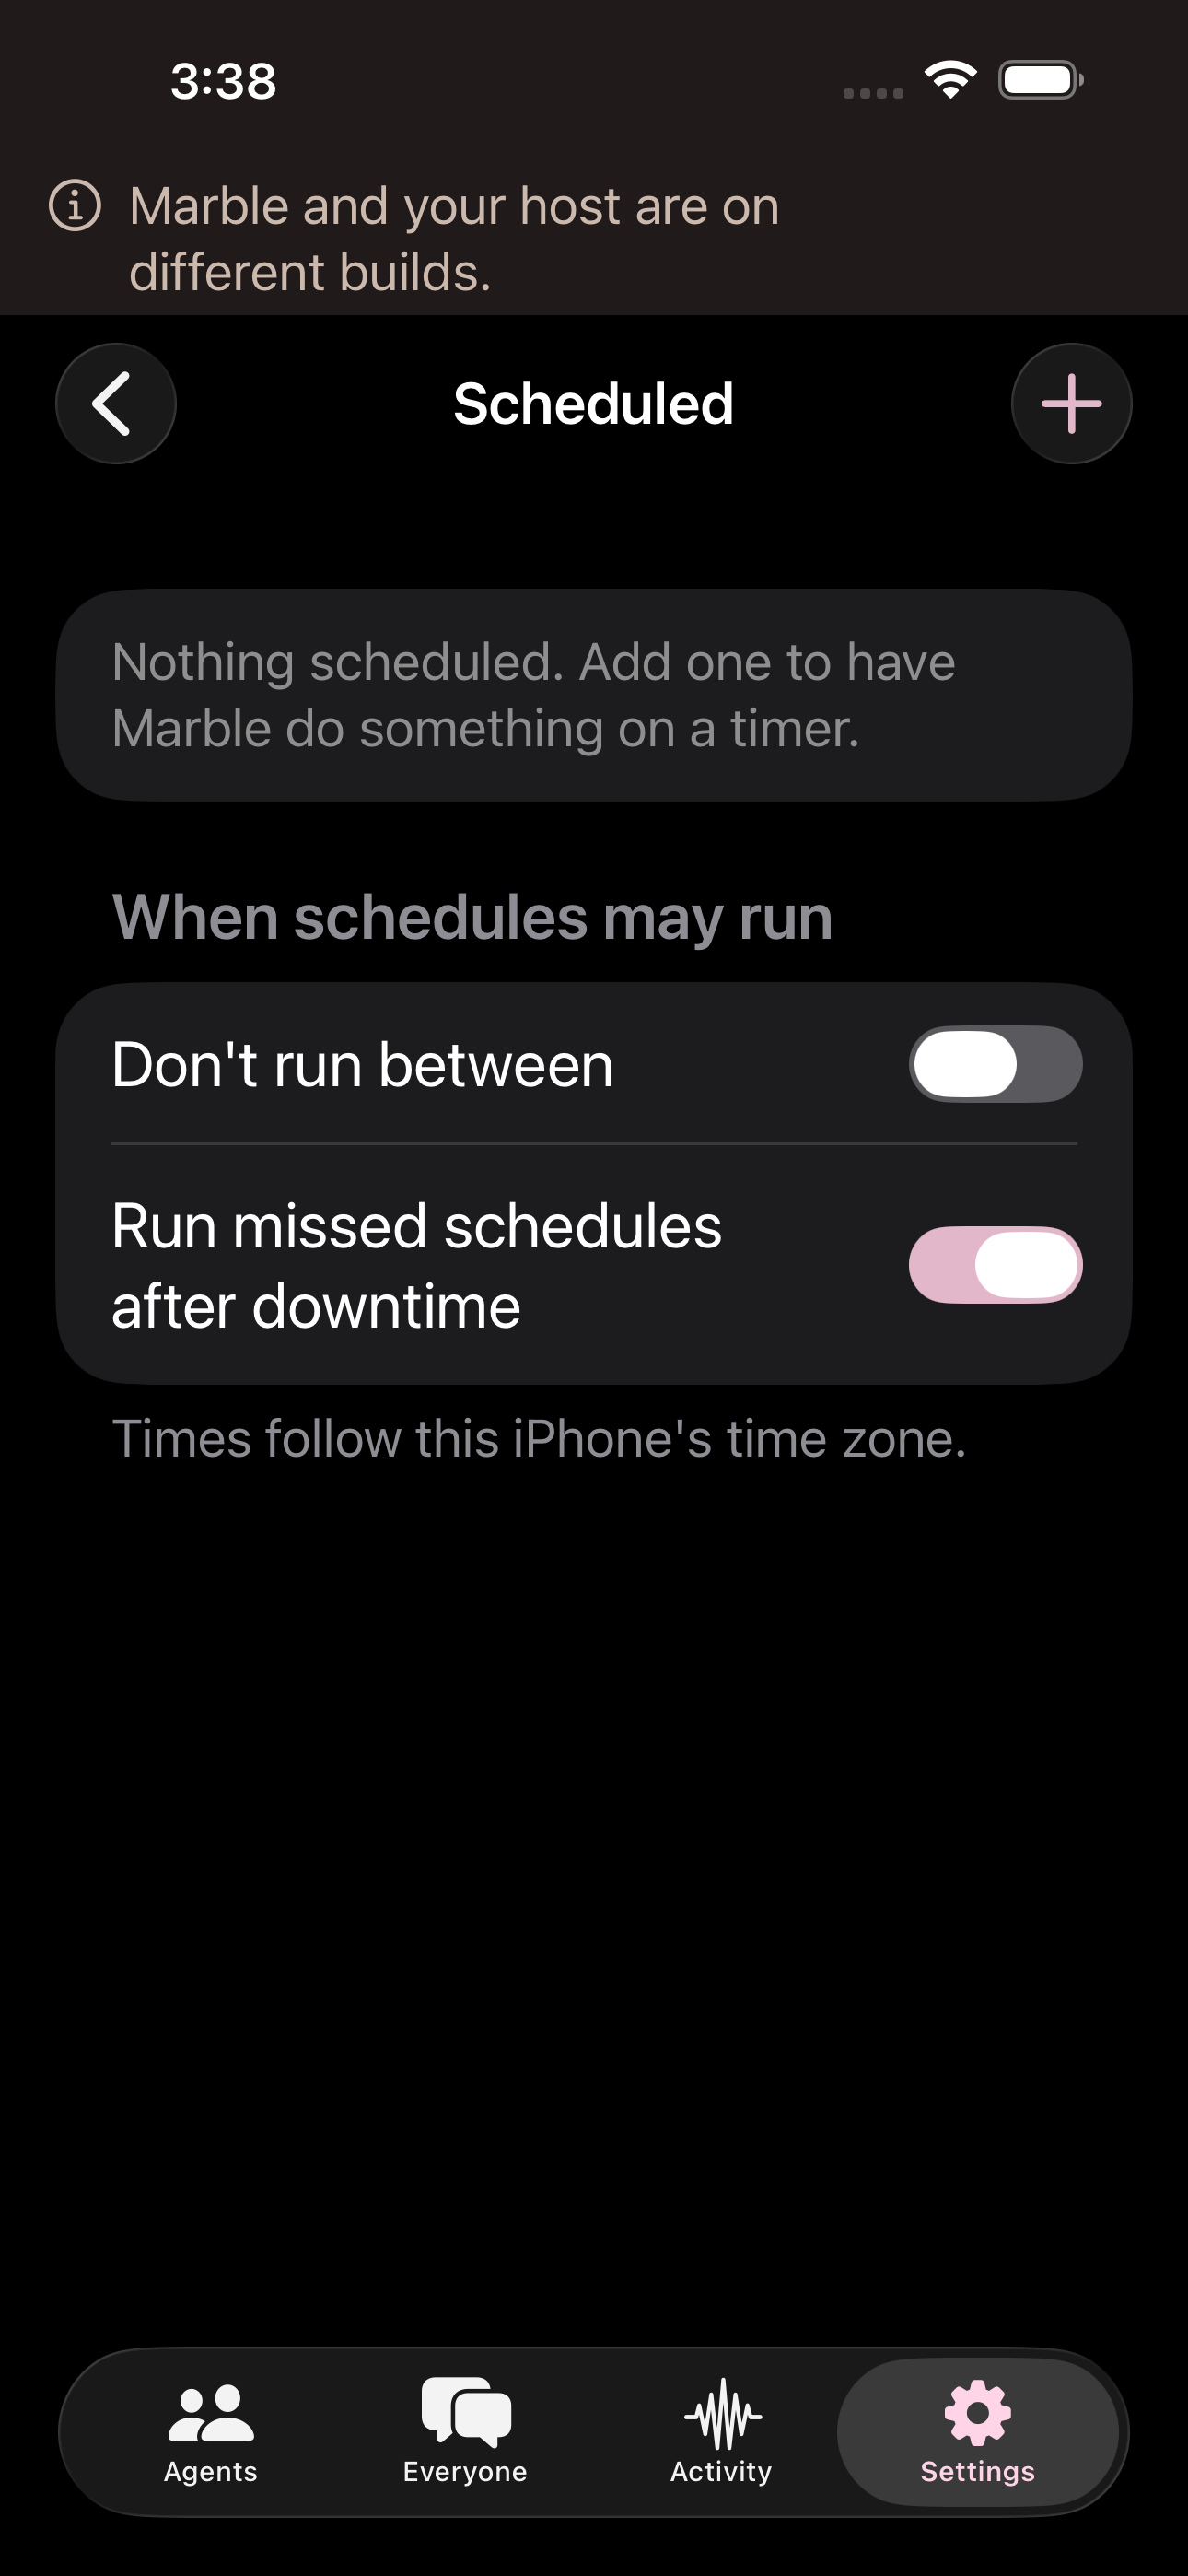 3:38
Marble and your host are on
different builds.
Scheduled
Nothing scheduled. Add one to have
Marble do something on a timer.
When schedules may run
Don't run between
Run missed schedules
after downtime
Times follow this iPhone's time zone.
Agents
Everyone
Activity
Settings